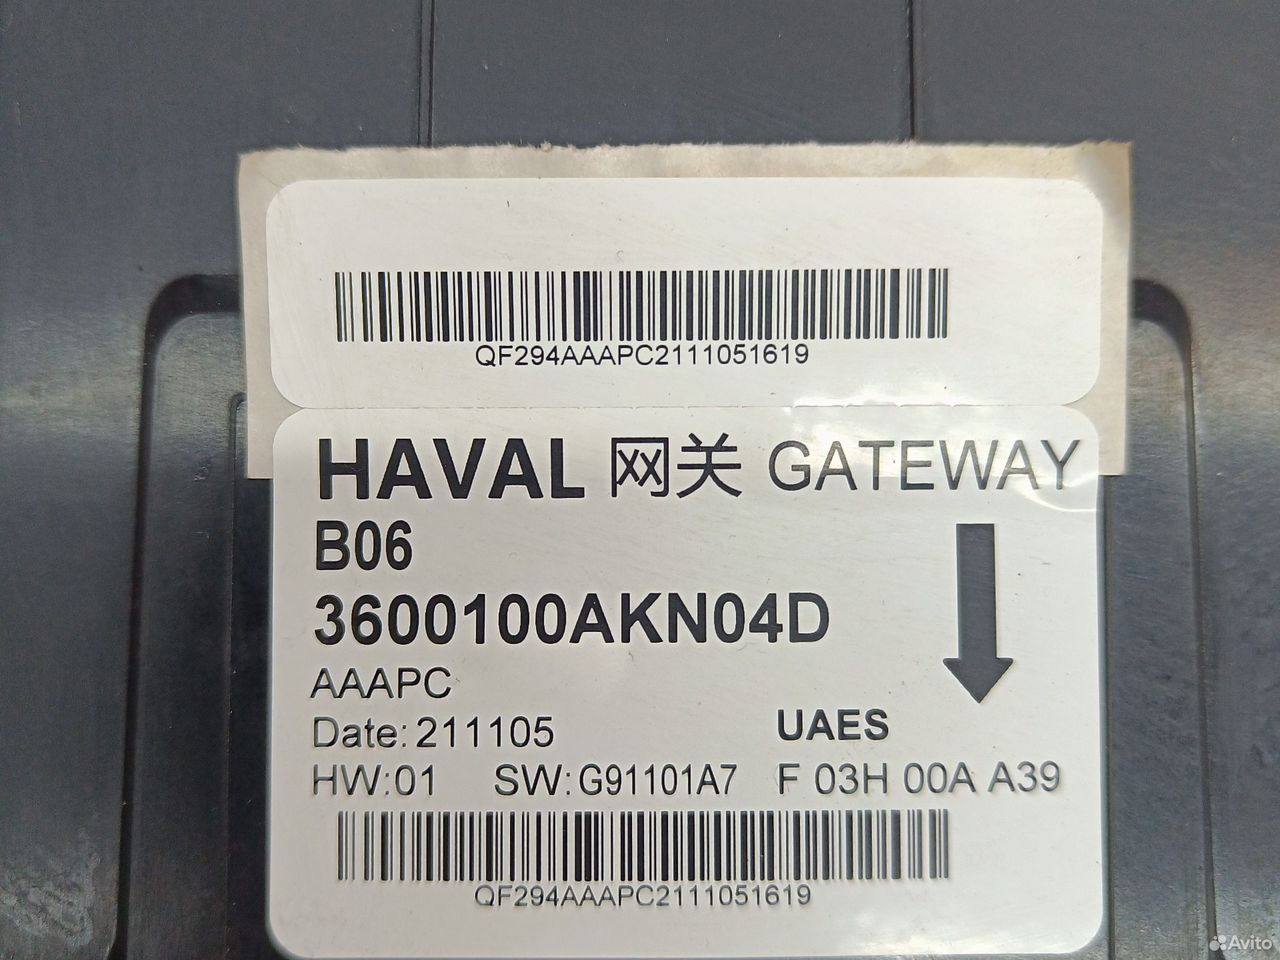 QF294AAAPC2111051619
HAVAL 网关 GATEWAY
B06
3600100AKN04D
AAAPC
Date: 211105 UAES
HW:01 SW:G91101A7 F 03H 00A A39
QF294AAAPC2111051619
Avito